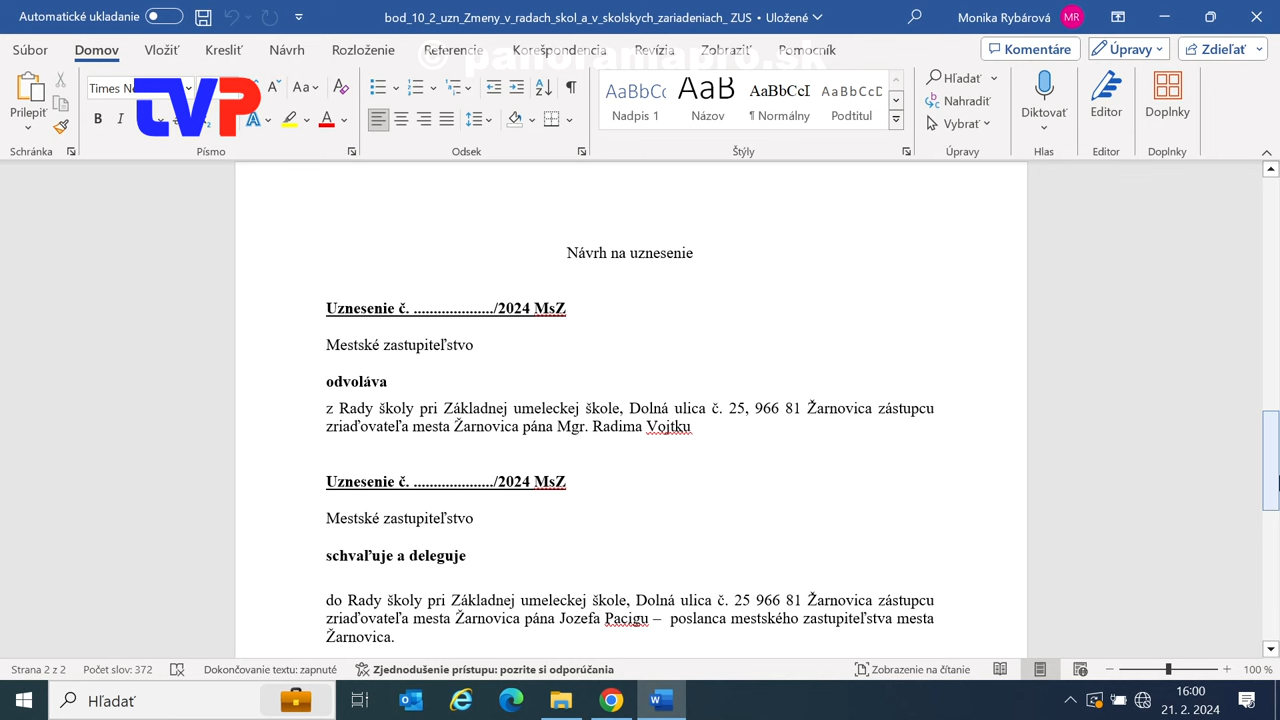 Automatické ukladanie
bod_10_2_uzn_Zmeny_v_radach_skol_a_v_skolskych_zariadeniach_ ZUS • Uložené
Monika Rybárová MR
Súbor Domov Vložiť Kresliť Návrh Rozloženie Referencie Korešpondencia Revízia Zobraziť Pomocník
© panoramapro.sk
Komentáre Úpravy Zdieľať
Prilepiť
Times Ne
Aa
TVP
AaBbCc AaB AaBbCcI AaBbCcD
Nadpis 1 Názov ¶ Normálny Podtitul
Hľadať
Nahradiť
Vybrať
Diktovať Editor Doplnky
Schránka Písmo Odsek Štýly Úpravy Hlas Editor Doplnky
Návrh na uznesenie
Uznesenie č. ...................../2024 MsZ
Mestské zastupiteľstvo
odvoláva
z Rady školy pri Základnej umeleckej škole, Dolná ulica č. 25, 966 81 Žarnovica zástupcu
zriaďovateľa mesta Žarnovica pána Mgr. Radima Vojtku
Uznesenie č. ...................../2024 MsZ
Mestské zastupiteľstvo
schvaľuje a deleguje
do Rady školy pri Základnej umeleckej škole, Dolná ulica č. 25 966 81 Žarnovica zástupcu
zriaďovateľa mesta Žarnovica pána Jozefa Pacigu – poslanca mestského zastupiteľstva mesta
Žarnovica.
Strana 2 z 2 Počet slov: 372 Dokončovanie textu: zapnuté Zjednodušenie prístupu: pozrite si odporúčania Zobrazenie na čítanie 100 %
Hľadať
16:00
21. 2. 2024